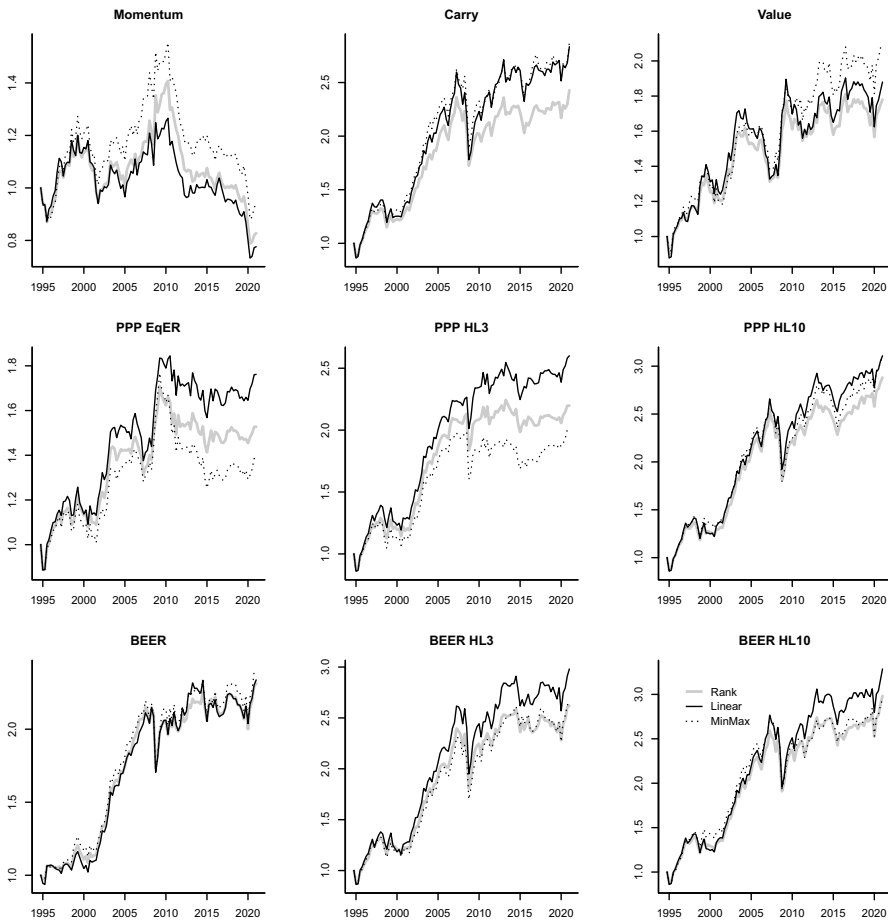 Momentum
Carry
Value
0.8 1.0 1.2 1.4
1.0 1.5 2.0 2.5
1.0 1.2 1.4 1.6 1.8 2.0
1995 2000 2005 2010 2015 2020
1995 2000 2005 2010 2015 2020
1995 2000 2005 2010 2015 2020
PPP EqER
PPP HL3
PPP HL10
1.0 1.2 1.4 1.6 1.8
1.0 1.5 2.0 2.5
1.0 1.5 2.0 2.5 3.0
1995 2000 2005 2010 2015 2020
1995 2000 2005 2010 2015 2020
1995 2000 2005 2010 2015 2020
BEER
BEER HL3
BEER HL10
1.0 1.5 2.0
1.0 1.5 2.0 2.5 3.0
1.0 1.5 2.0 2.5 3.0
Rank
Linear
MinMax
1995 2000 2005 2010 2015 2020
1995 2000 2005 2010 2015 2020
1995 2000 2005 2010 2015 2020